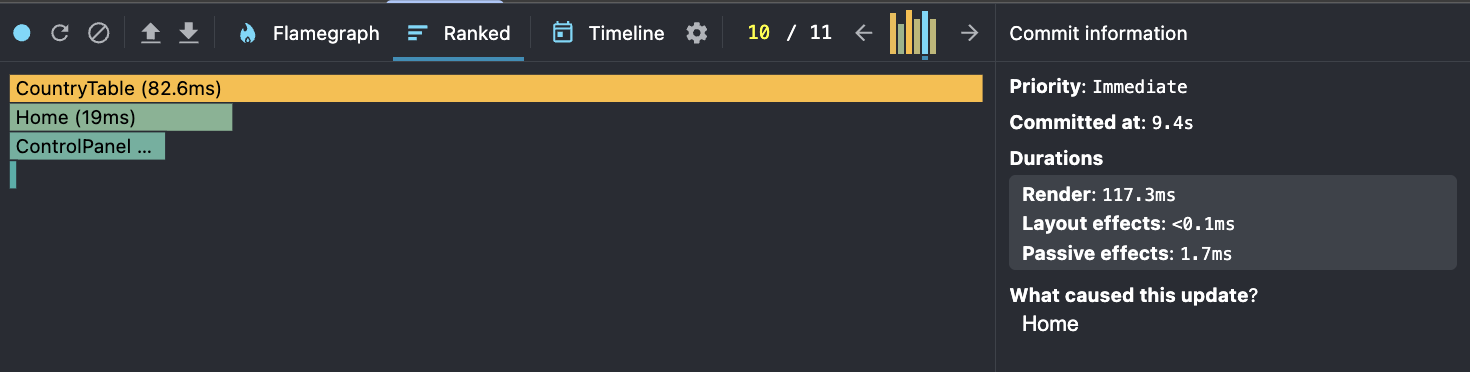 Flamegraph Ranked Timeline 10 / 11
CountryTable (82.6ms)
Home (19ms)
ControlPanel ...
Commit information
Priority: Immediate
Committed at: 9.4s
Durations
Render: 117.3ms
Layout effects: <0.1ms
Passive effects: 1.7ms
What caused this update?
Home